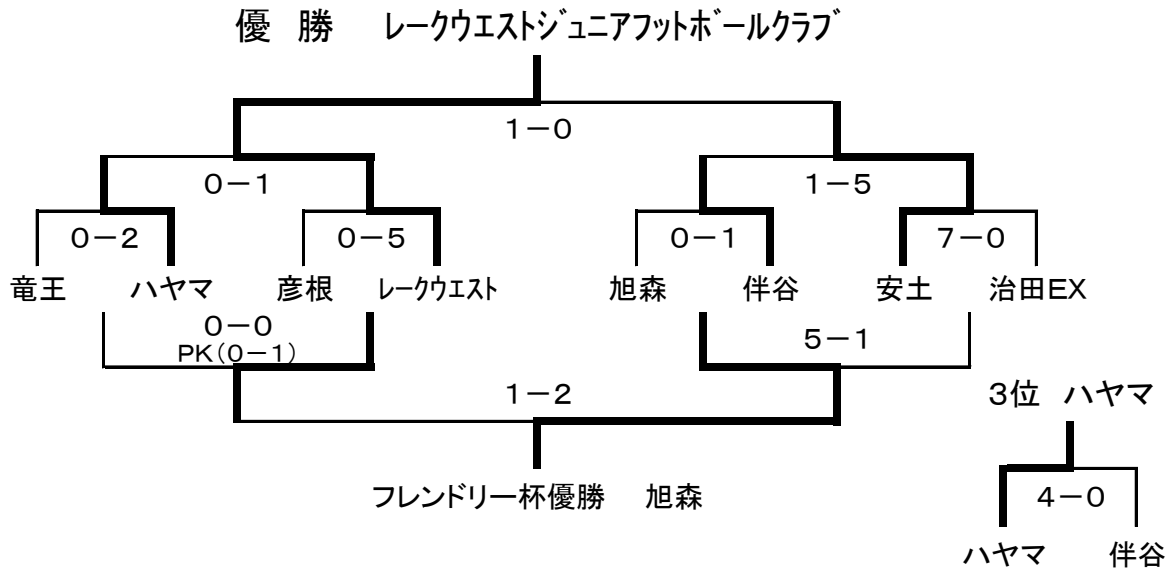 優　勝　レークウエストジュニアフットボールクラブ
１－０
０－１　１－５
０－２　０－５　０－１　７－０
竜王　ハヤマ　彦根　レークウエスト　旭森　伴谷　安土　治田ＥＸ
０－０　５－１
ＰＫ（０－１）
１－２
３位　ハヤマ
フレンドリー杯優勝　旭森
４－０
ハヤマ　伴谷